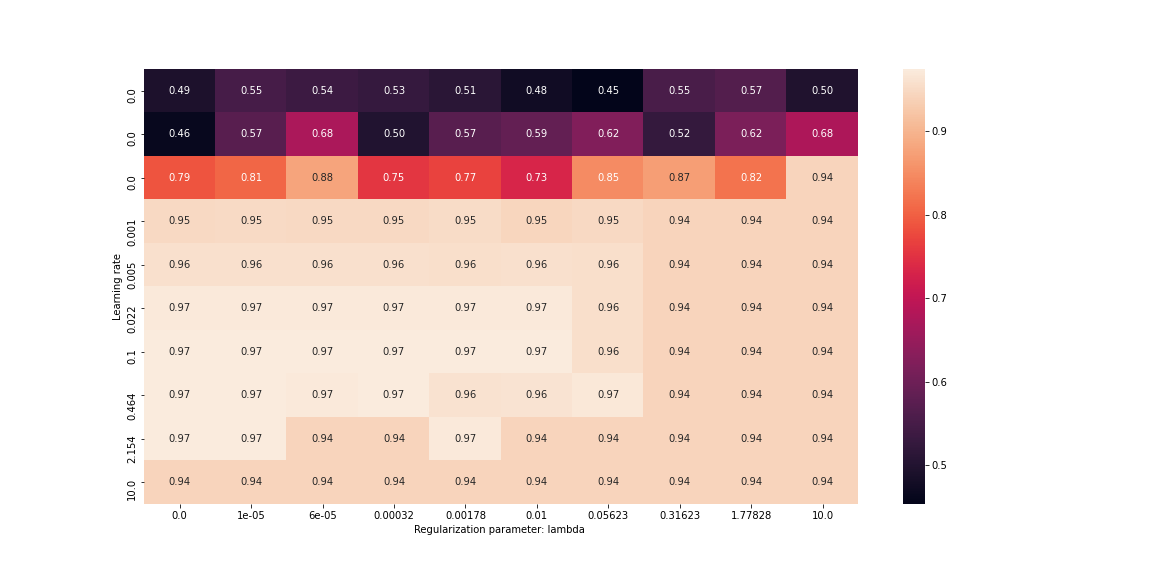 0.0 0.49 0.55 0.54 0.53 0.51 0.48 0.45 0.55 0.57 0.50
0.0 0.46 0.57 0.68 0.50 0.57 0.59 0.62 0.52 0.62 0.68
0.0 0.79 0.81 0.88 0.75 0.77 0.73 0.85 0.87 0.82 0.94
0.001 0.95 0.95 0.95 0.95 0.95 0.95 0.95 0.94 0.94 0.94
0.005 0.96 0.96 0.96 0.96 0.96 0.96 0.96 0.94 0.94 0.94
0.022 0.97 0.97 0.97 0.97 0.97 0.97 0.96 0.94 0.94 0.94
0.1 0.97 0.97 0.97 0.97 0.97 0.97 0.96 0.94 0.94 0.94
0.464 0.97 0.97 0.97 0.97 0.96 0.96 0.97 0.94 0.94 0.94
2.154 0.97 0.97 0.94 0.94 0.97 0.94 0.94 0.94 0.94 0.94
10.0 0.94 0.94 0.94 0.94 0.94 0.94 0.94 0.94 0.94 0.94
0.0 1e-05 6e-05 0.00032 0.00178 0.01 0.05623 0.31623 1.77828 10.0
Regularization parameter: lambda
Learning rate
0.9
0.8
0.7
0.6
0.5